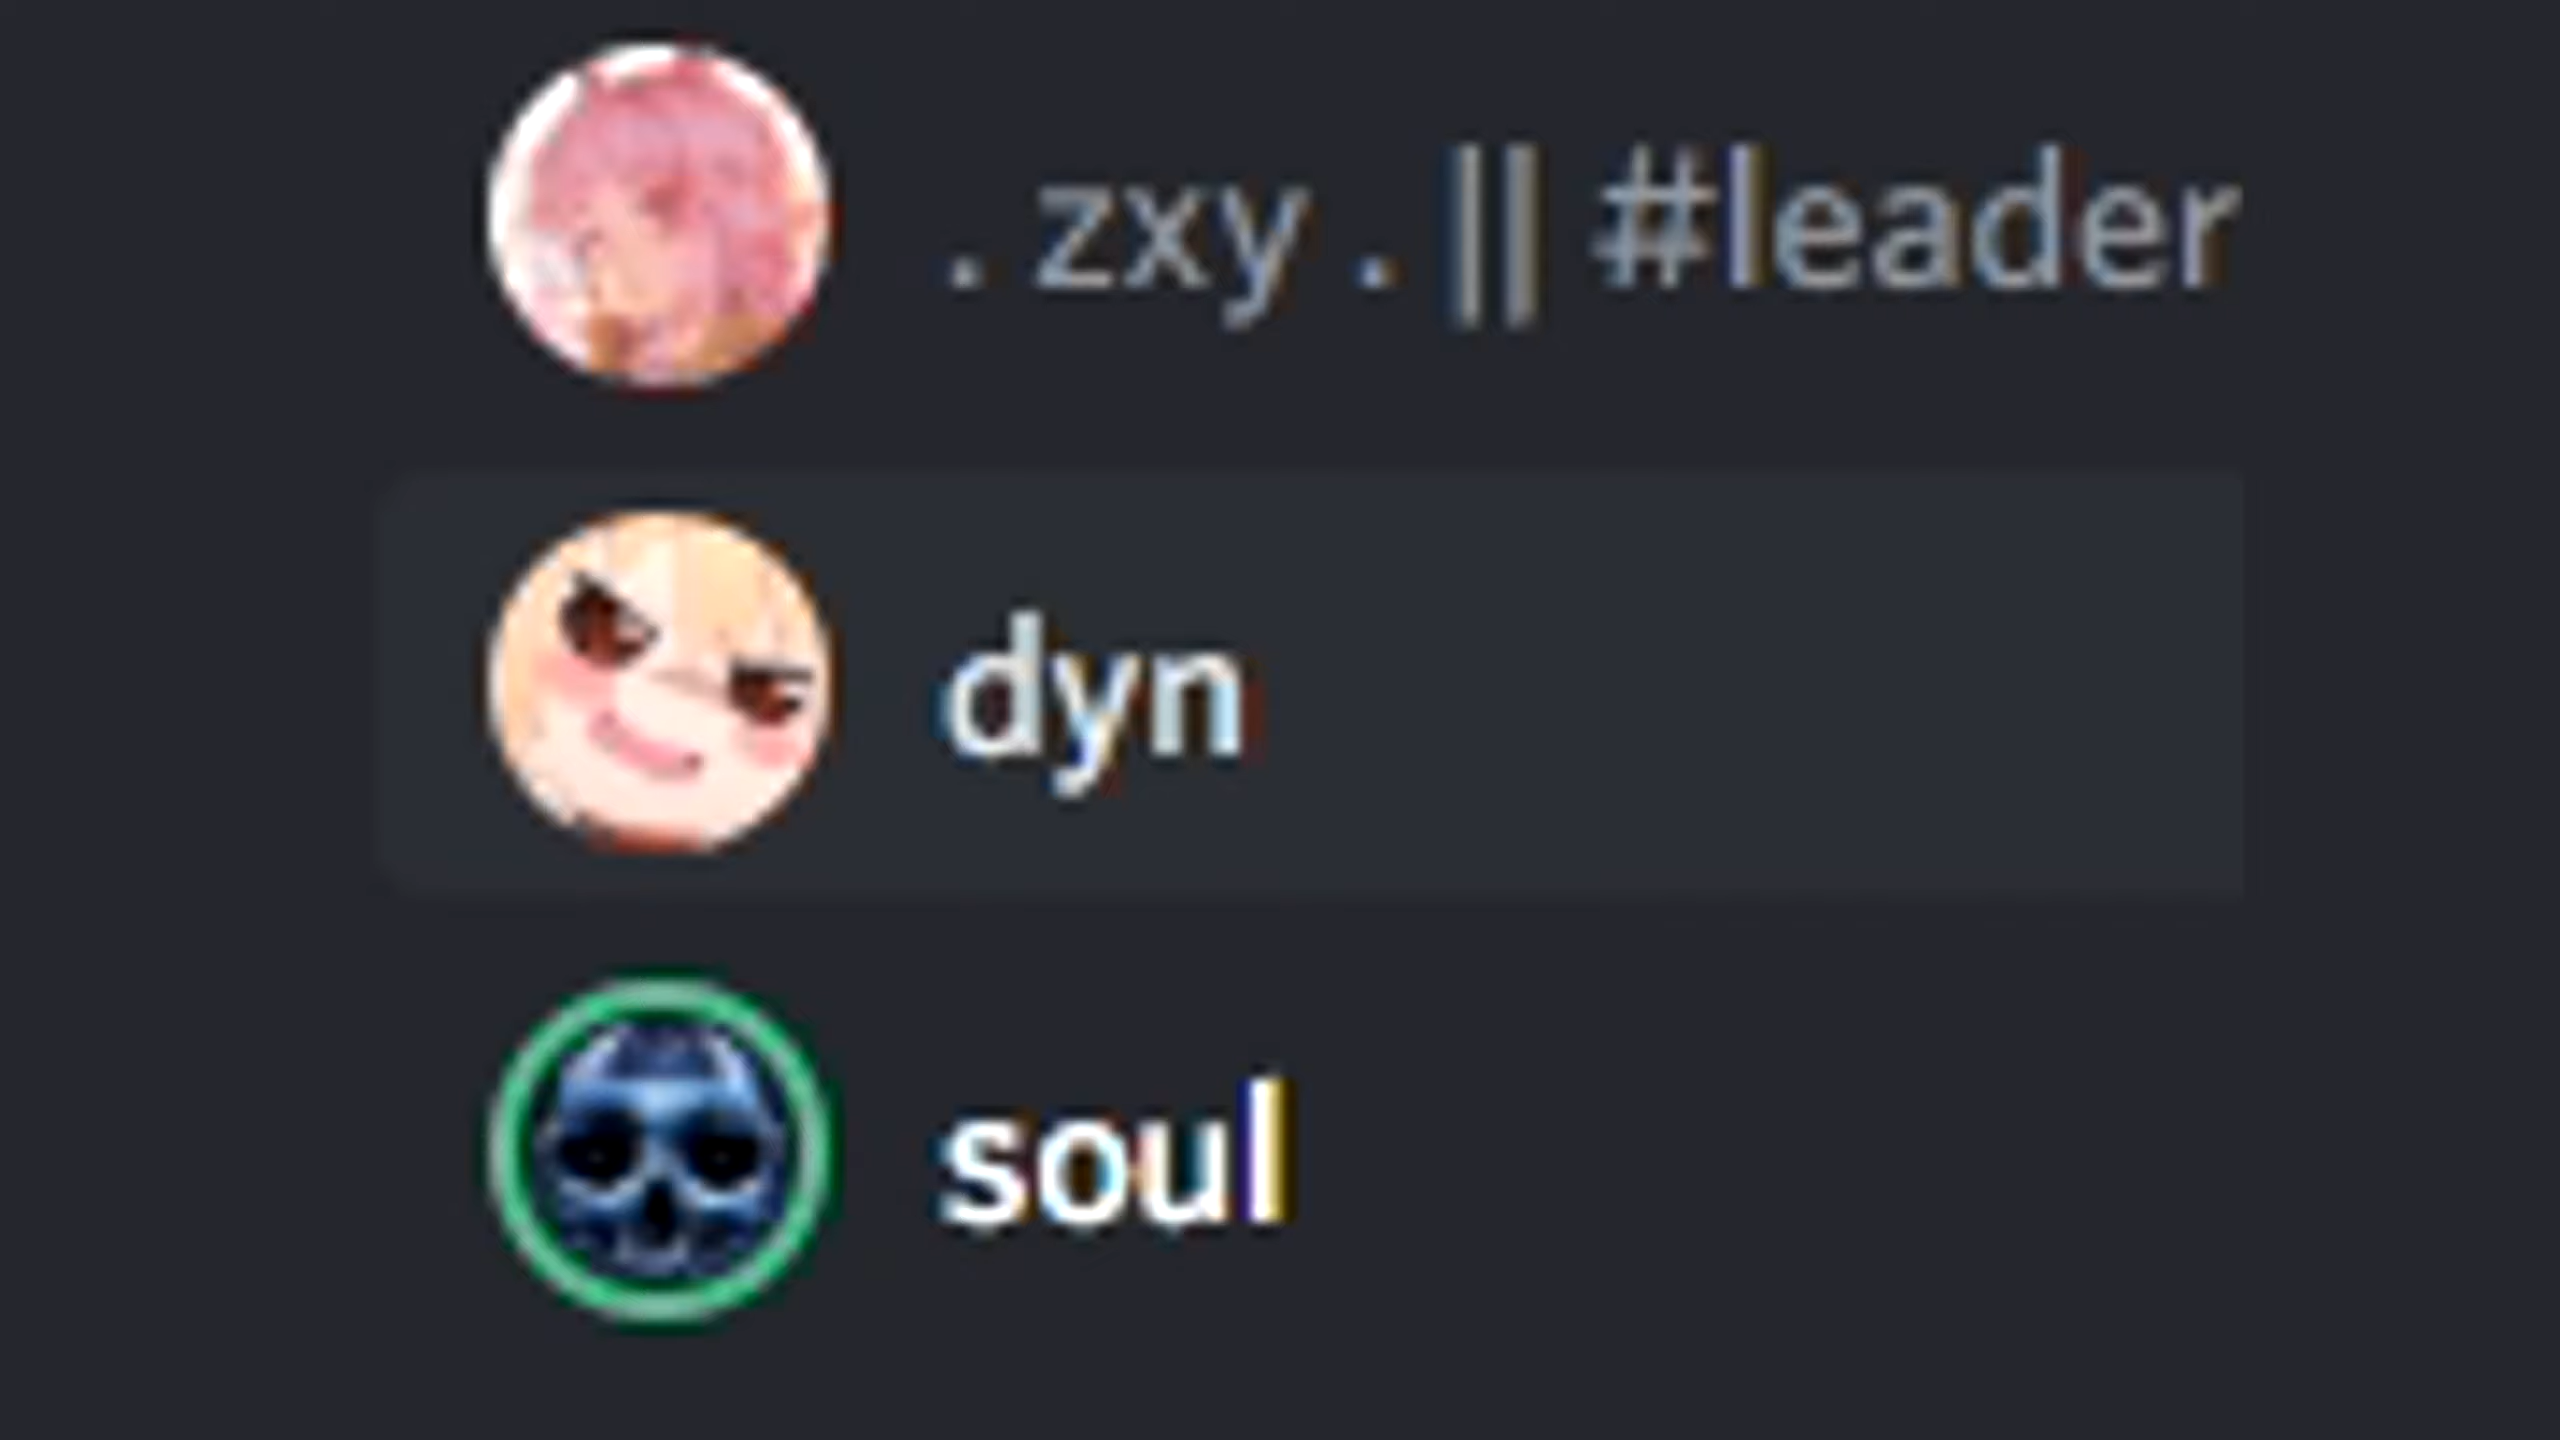 . zxy . || #leader
dyn
soul